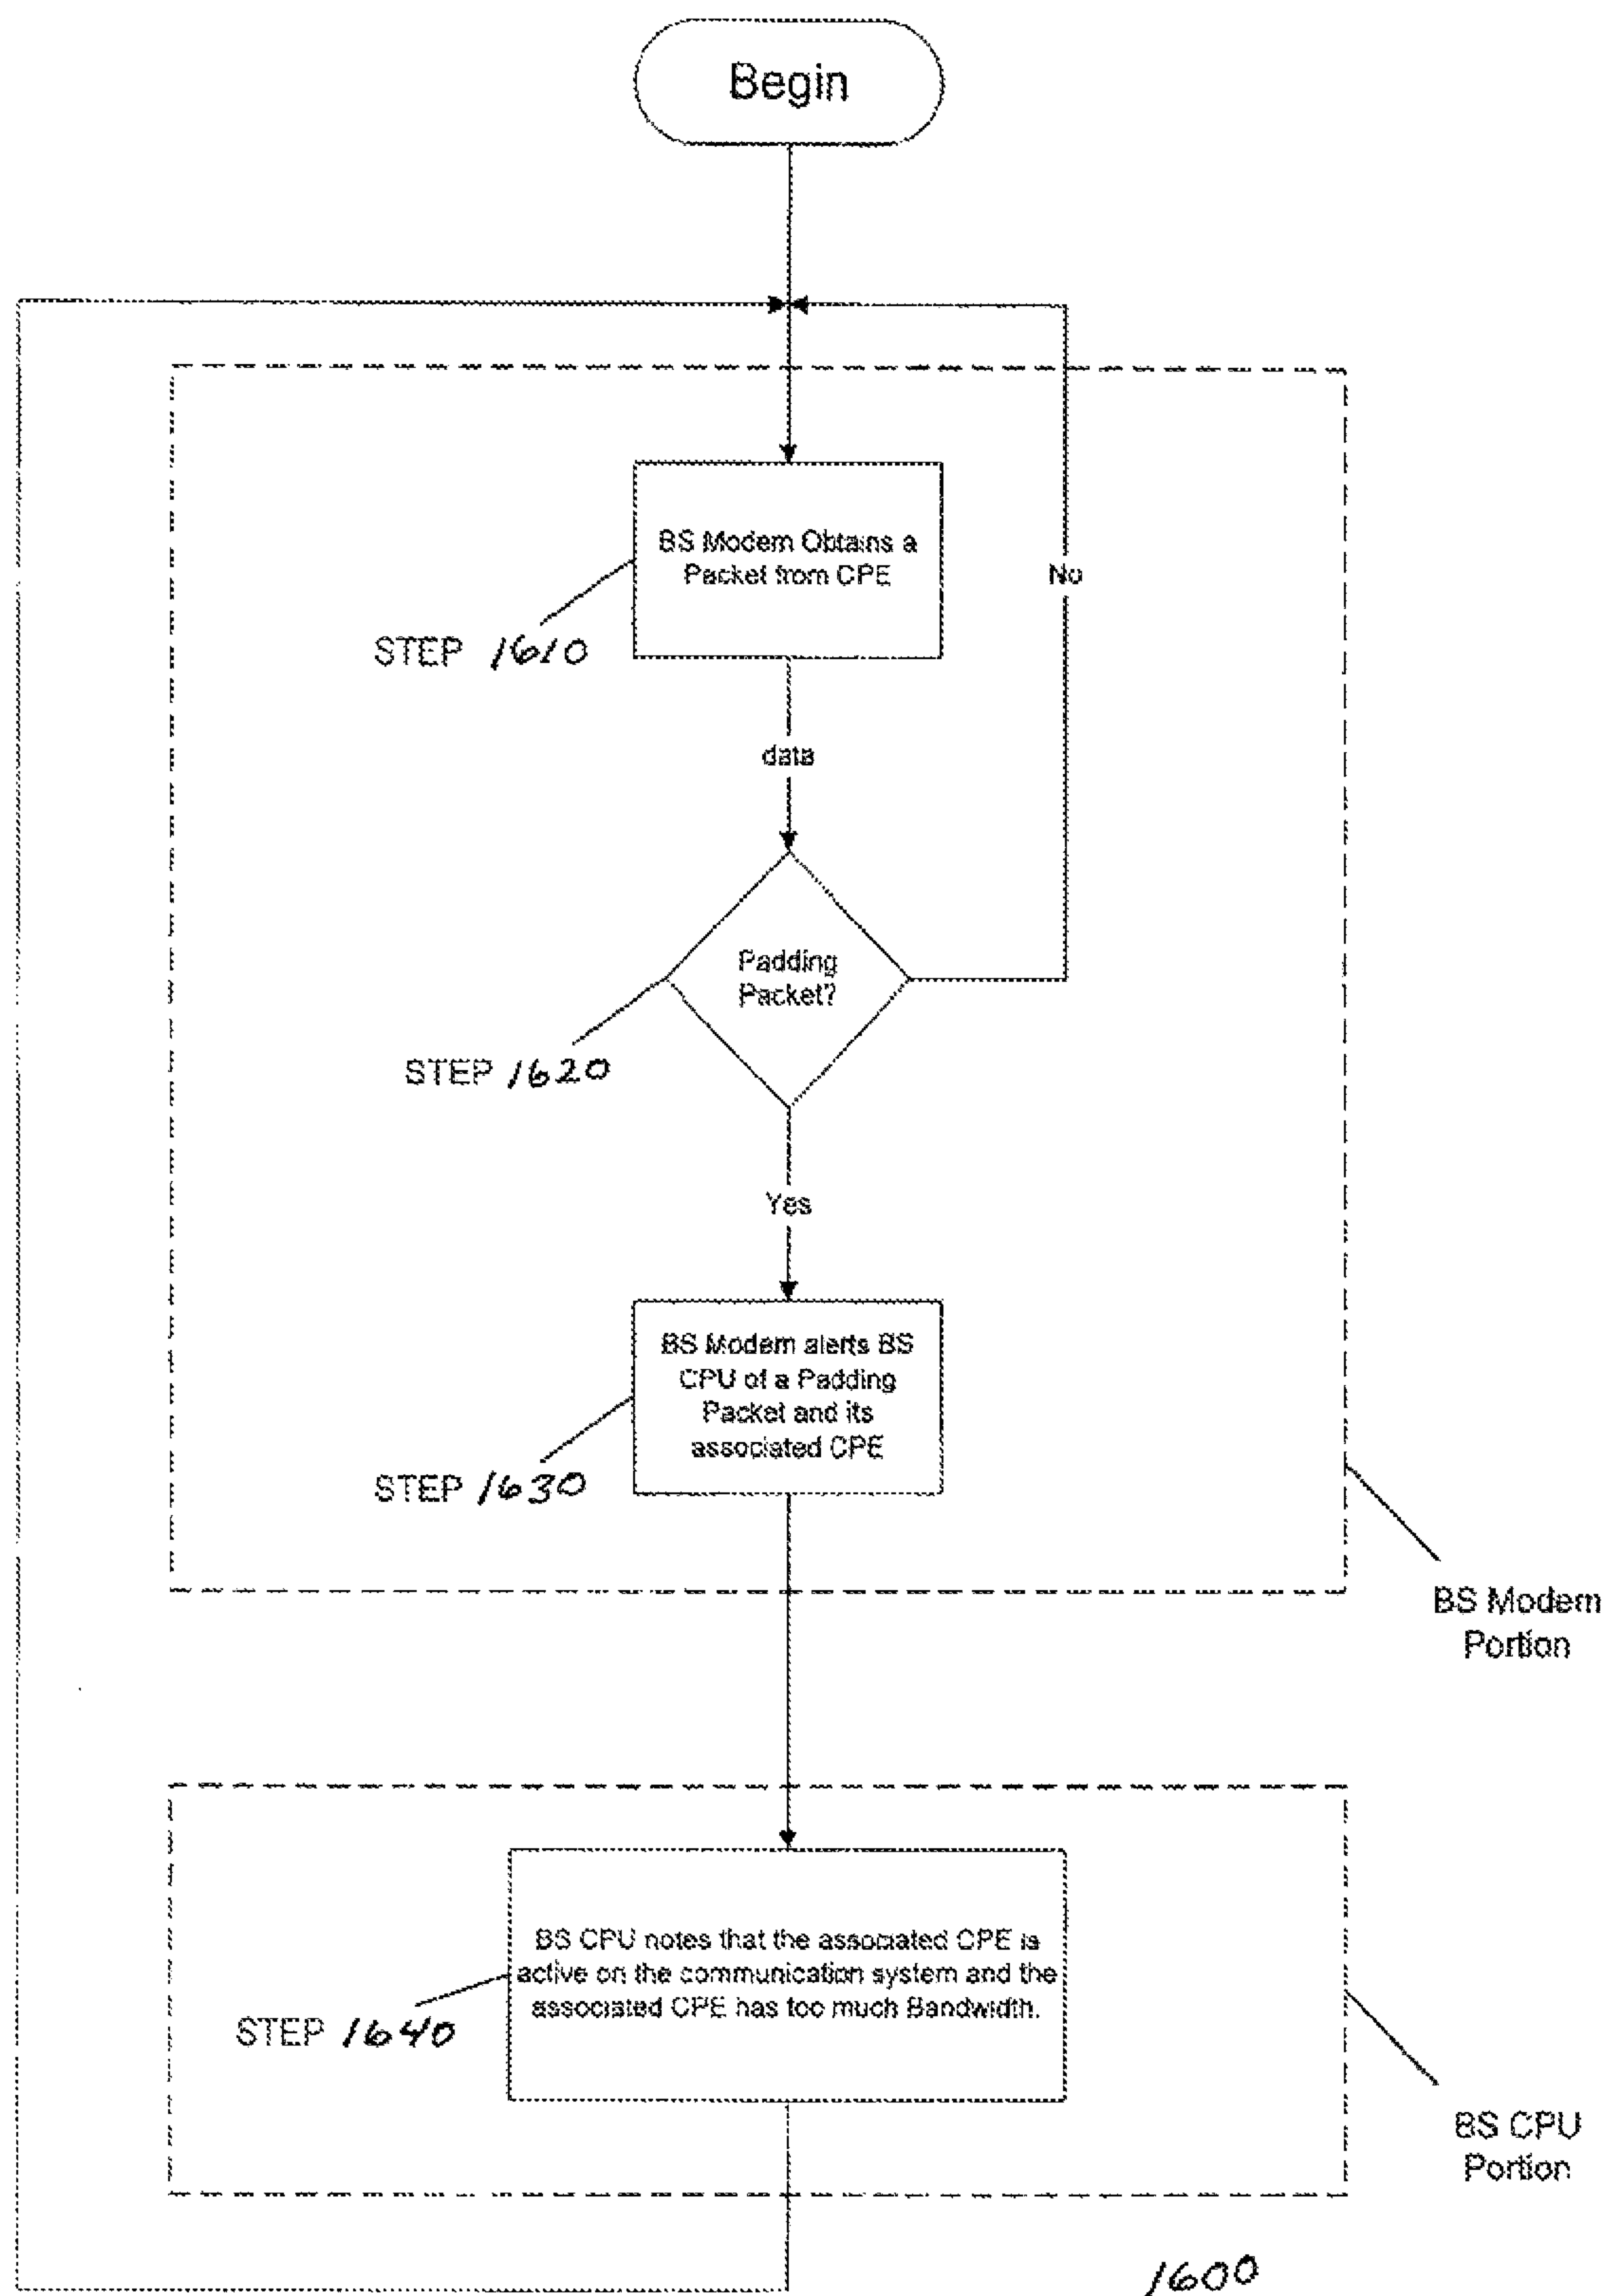 Begin
BS Modem Obtains a
Packet from CPE
No
STEP 1610
data
Padding
Packet?
STEP 1620
Yes
BS Modem alerts BS
CPU of a Padding
Packet and its
associated CPE
STEP 1630
BS Modem
Portion
BS CPU notes that the associated CPE is
active on the communication system and the
associated CPE has too much Bandwidth.
STEP 1640
BS CPU
Portion
1600